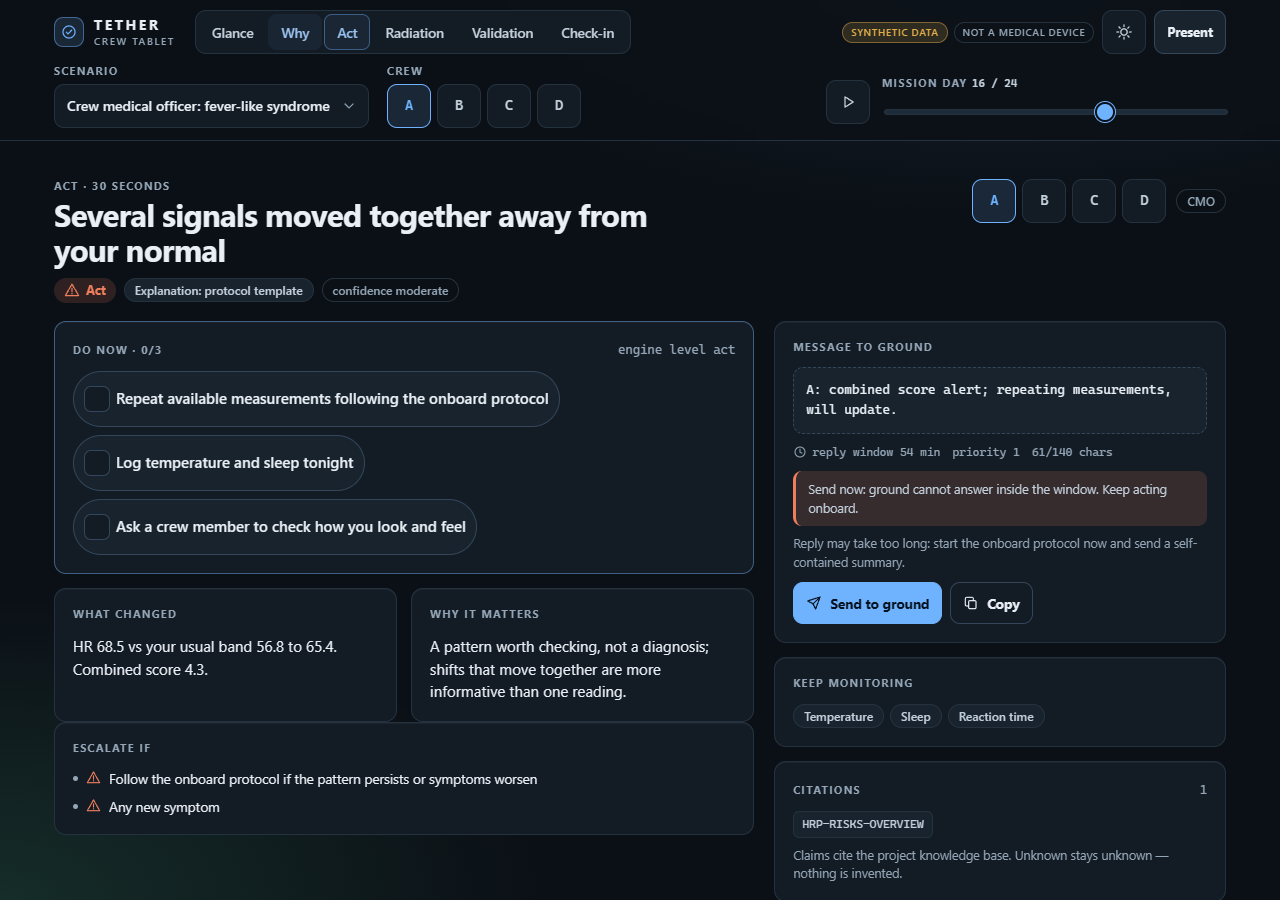 TETHER
CREW TABLET
Glance
Why
Act
Radiation
Validation
Check-in
SYNTHETIC DATA
NOT A MEDICAL DEVICE
Present
SCENARIO
Crew medical officer: fever-like syndrome
CREW
A
B
C
D
MISSION DAY 16 / 24
ACT · 30 SECONDS
Several signals moved together away from
your normal
A
B
C
D
CMO
Act
Explanation: protocol template
confidence moderate
DO NOW · 0/3
engine level act
Repeat available measurements following the onboard protocol
Log temperature and sleep tonight
Ask a crew member to check how you look and feel
WHAT CHANGED
HR 68.5 vs your usual band 56.8 to 65.4.
Combined score 4.3.
WHY IT MATTERS
A pattern worth checking, not a diagnosis;
shifts that move together are more
informative than one reading.
ESCALATE IF
Follow the onboard protocol if the pattern persists or symptoms worsen
Any new symptom
MESSAGE TO GROUND
A: combined score alert; repeating measurements,
will update.
reply window 54 min priority 1 61/140 chars
Send now: ground cannot answer inside the window. Keep acting
onboard.
Reply may take too long: start the onboard protocol now and send a self-
contained summary.
Send to ground
Copy
KEEP MONITORING
Temperature
Sleep
Reaction time
CITATIONS
1
HRP-RISKS-OVERVIEW
Claims cite the project knowledge base. Unknown stays unknown —
nothing is invented.